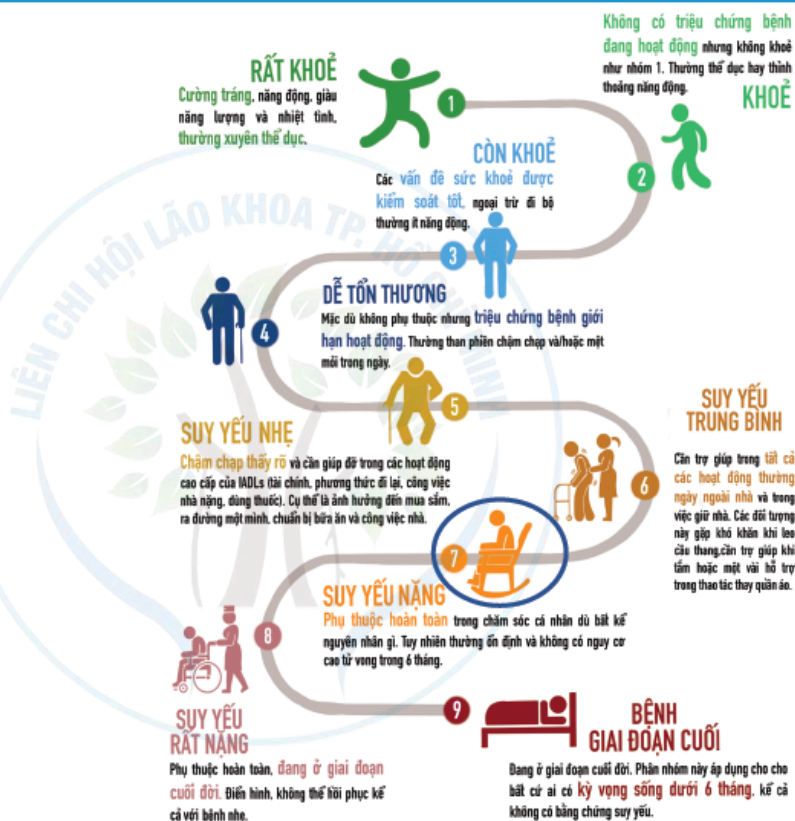 RẤT KHOẺ
Cường tráng, năng động, giàu
năng lượng và nhiệt tình,
thường xuyên thể dục.
1
Không có triệu chứng bệnh
đang hoạt động nhưng không khoẻ
như nhóm 1. Thường thể dục hay thỉnh
thoảng năng động.
KHOẺ
2
CÒN KHOẺ
Các vấn đề sức khoẻ được
kiểm soát tốt, ngoại trừ đi bộ
thường ít năng động.
3
DỄ TỔN THƯƠNG
Mặc dù không phụ thuộc nhưng triệu chứng bệnh giới
hạn hoạt động. Thường than phiền chậm chạp và/hoặc mệt
mỏi trong ngày.
4
SUY YẾU NHẸ
Chậm chạp thấy rõ và cần giúp đỡ trong các hoạt động
cao cấp của IADLs (tài chính, phương thức đi lại, công việc
nhà nặng, dùng thuốc). Cụ thể là ảnh hưởng đến mua sắm,
ra đường một mình, chuẩn bị bữa ăn và công việc nhà.
5
SUY YẾU
TRUNG BÌNH
Cần trợ giúp trong tất cả
các hoạt động thường
ngày ngoài nhà và trong
việc giữ nhà. Các đối tượng
này gặp khó khăn khi leo
cầu thang,cần trợ giúp khi
tắm hoặc một vài hỗ trợ
trong thao tác thay quần áo.
6
7
SUY YẾU NẶNG
Phụ thuộc hoàn toàn trong chăm sóc cá nhân dù bất kể
nguyên nhân gì. Tuy nhiên thường ổn định và không có nguy cơ
cao tử vong trong 6 tháng.
8
SUY YẾU
RẤT NẶNG
Phụ thuộc hoàn toàn, đang ở giai đoạn
cuối đời. Điển hình, không thể hồi phục kể
cả với bệnh nhẹ.
9
BỆNH
GIAI ĐOẠN CUỐI
Đang ở giai đoạn cuối đời. Phân nhóm này áp dụng cho cho
bất cứ ai có kỳ vọng sống dưới 6 tháng, kể cả
không có bằng chứng suy yếu.
LIÊN CHI HỘI LÃO KHOA TP. HỒ CHÍ MINH